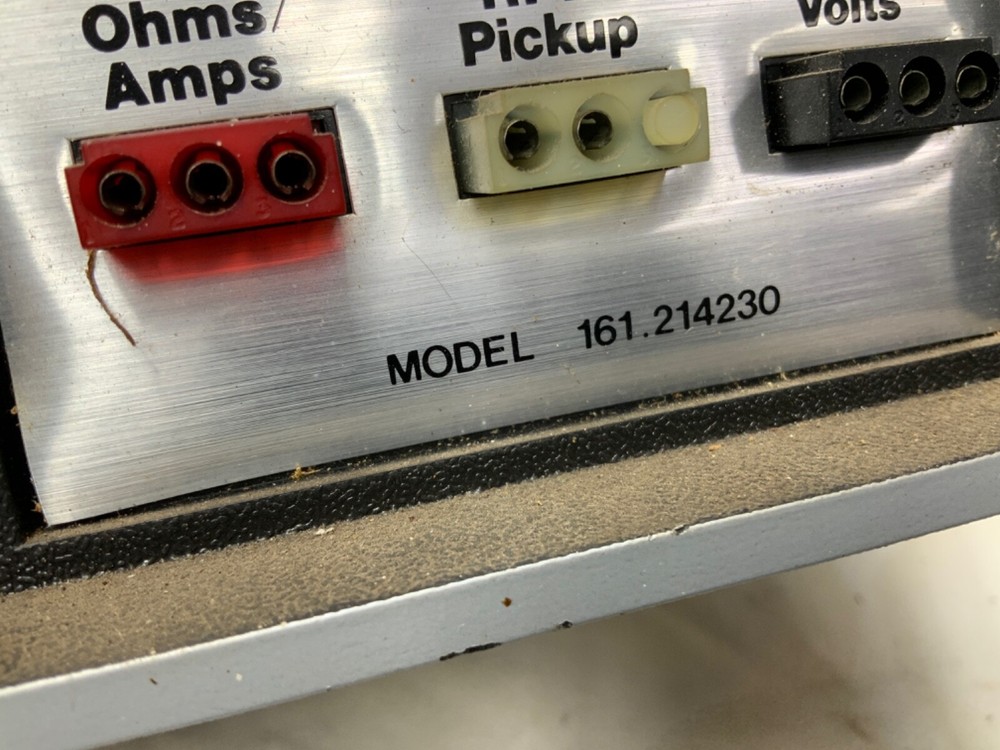 Ohms/
Amps
Pickup
Volts
MODEL 161.214230